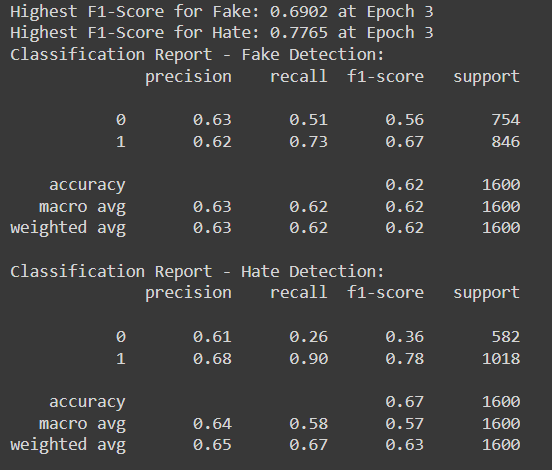 Highest F1-Score for Fake: 0.6902 at Epoch 3
Highest F1-Score for Hate: 0.7765 at Epoch 3
Classification Report - Fake Detection:
precision recall f1-score support
0 0.63 0.51 0.56 754
1 0.62 0.73 0.67 846
accuracy 0.62 1600
macro avg 0.63 0.62 0.62 1600
weighted avg 0.63 0.62 0.62 1600
Classification Report - Hate Detection:
precision recall f1-score support
0 0.61 0.26 0.36 582
1 0.68 0.90 0.78 1018
accuracy 0.67 1600
macro avg 0.64 0.58 0.57 1600
weighted avg 0.65 0.67 0.63 1600